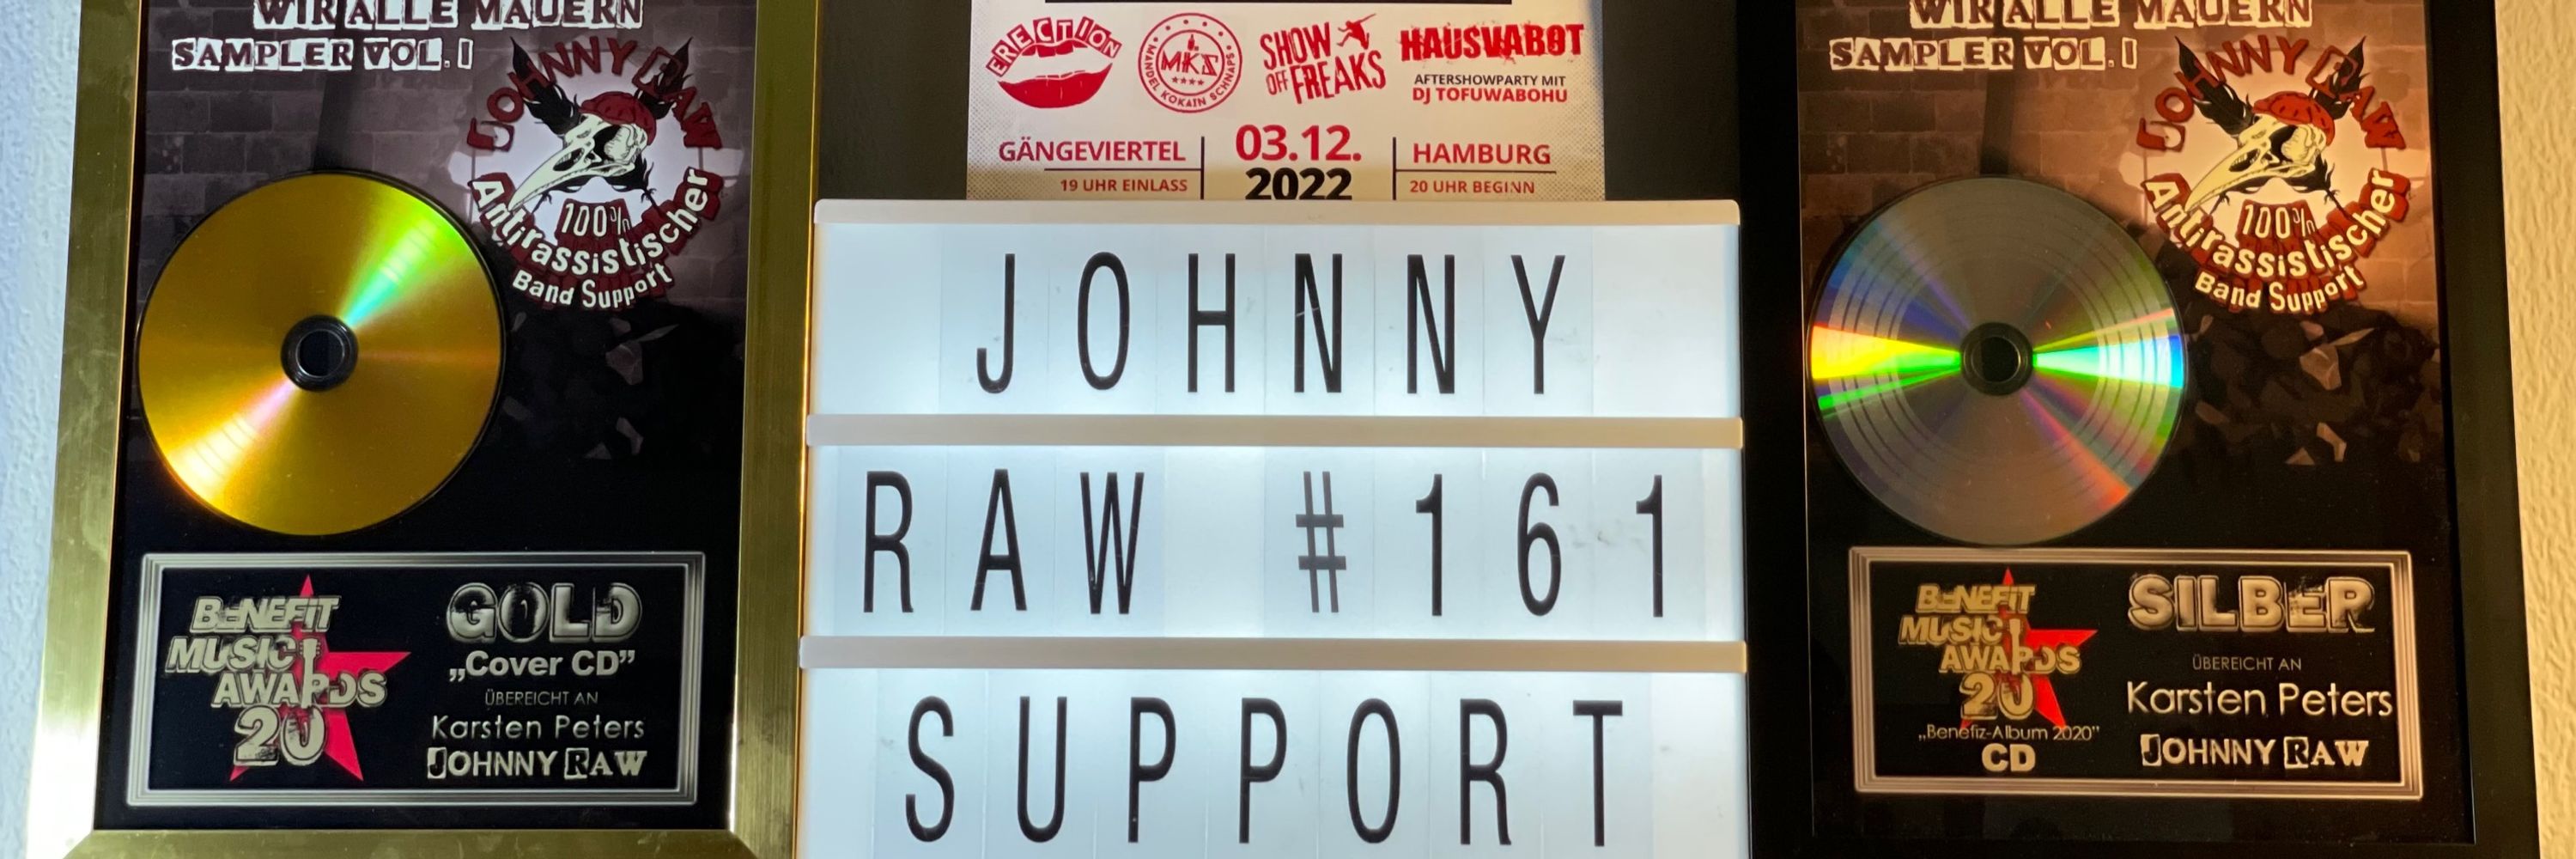 WIR ALLE MAUERN
SAMPLER VOL. I
JOHNNY RAW
100%
Antirassistischer
Band Support
BENEFIT
MUSIC
AWARDS
20
GOLD
„Cover CD”
ÜBEREICHT AN
Karsten Peters
JOHNNY RAW
ERECTION
MKS
MANDEL KOKAIN SCHNAPS
SHOW
OFF FREAKS
HAUSVABOT
AFTERSHOWPARTY MIT
DJ TOFUWABOHU
GÄNGEVIERTEL
19 UHR EINLASS
03.12.
2022
HAMBURG
20 UHR BEGINN
JOHNNY
RAW #161
SUPPORT
WIR ALLE MAUERN
SAMPLER VOL. I
JOHNNY RAW
100%
Antirassistischer
Band Support
BENEFIT
MUSIC
AWARDS
20
„Benefiz-Album 2020”
CD
SILBER
ÜBEREICHT AN
Karsten Peters
JOHNNY RAW